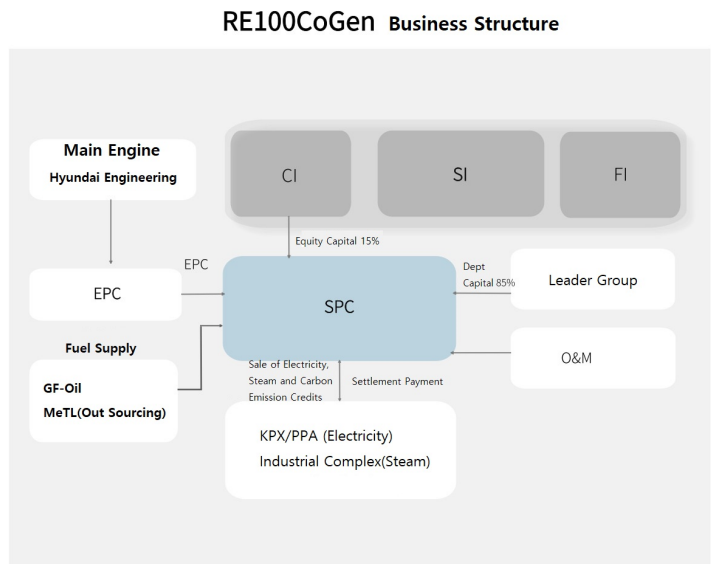 RE100CoGen Business Structure
Main Engine
Hyundai Engineering
CI
SI
FI
Equity Capital 15%
EPC
EPC
SPC
Dept
Capital 85%
Leader Group
Fuel Supply
GF-Oil
MeTL(Out Sourcing)
O&M
Sale of Electricity,
Steam and Carbon
Emission Credits
Settlement Payment
KPX/PPA (Electricity)
Industrial Complex(Steam)